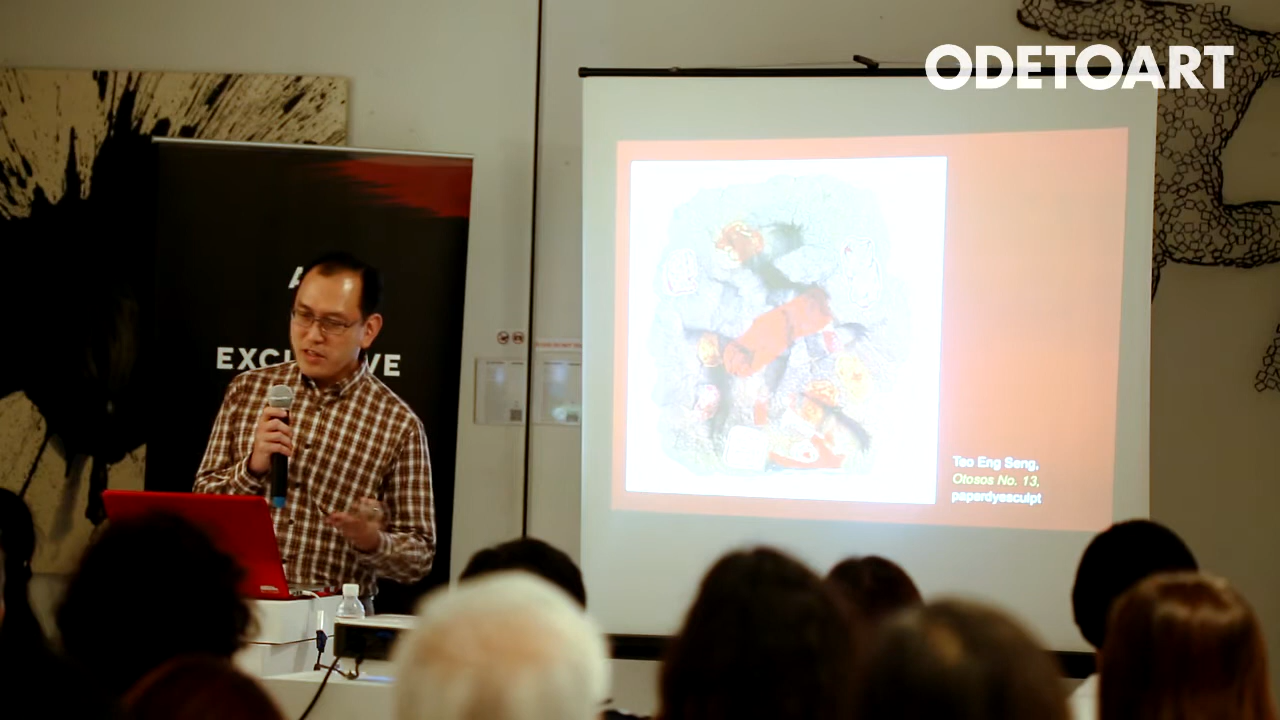 ODETOART
EXCLUSIVE
Teo Eng Seng,
Otosos No. 13,
paperdyesculpt